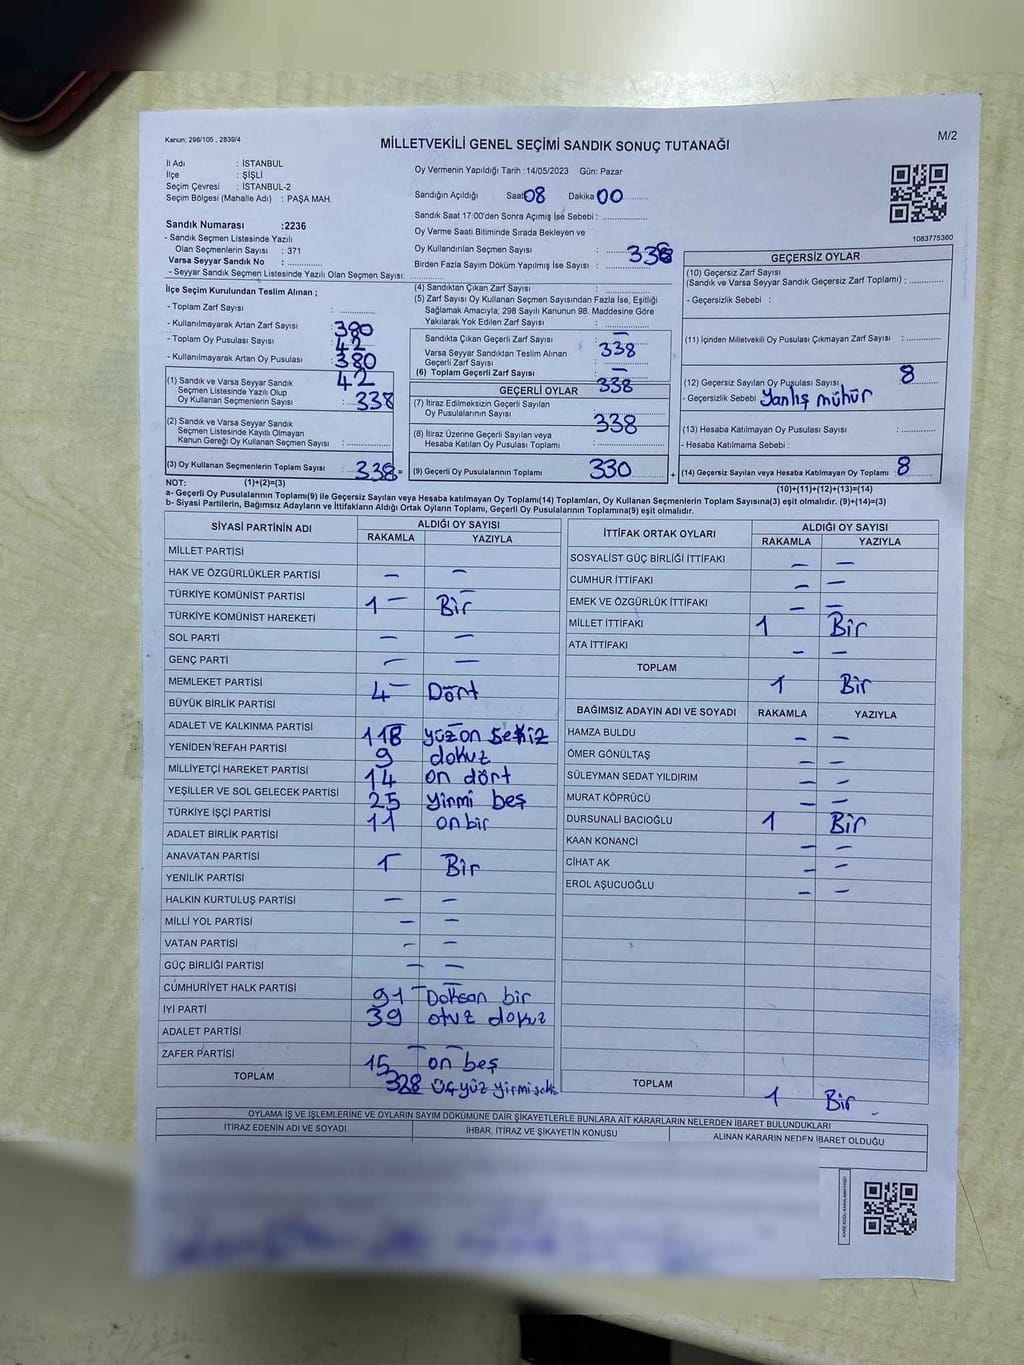 Kanun, 298/105 , 2839/4
MİLLETVEKİLİ GENEL SEÇİMİ SANDIK SONUÇ TUTANAĞI
M/2
İl Adı : İSTANBUL
İlçe : ŞİŞLİ
Seçim Çevresi : İSTANBUL-2
Seçim Bölgesi (Mahalle Adı) : PAŞA MAH.
Sandık Numarası :2236
- Sandık Seçmen Listesinde Yazılı
Olan Seçmenlerin Sayısı : 371
Varsa Seyyar Sandık No : ............
- Seyyar Sandık Seçmen Listesinde Yazılı Olan Seçmen Sayısı:
Oy Vermenin Yapıldığı Tarih : 14/05/2023 Gün: Pazar
Sandığın Açıldığı Saat 08 Dakika 00
Sandık Saat 17:00'den Sonra Açımış İse Sebebi : ............
Oy Verme Saati Bitiminde Sırada Bekleyen ve
Oy Kullandırılan Seçmen Sayısı : 338
Birden Fazla Sayım Döküm Yapılmış İse Sayısı : ............
1083775360
İlçe Seçim Kurulundan Teslim Alınan ;
- Toplam Zarf Sayısı : 380
- Kullanılmayarak Artan Zarf Sayısı : 42
- Toplam Oy Pusulası Sayısı : 380
- Kullanılmayarak Artan Oy Pusulası : 42
(1) Sandık ve Varsa Seyyar Sandık
Seçmen Listesinde Yazılı Olup
Oy Kullanan Seçmenlerin Sayısı : 338
(2) Sandık ve Varsa Seyyar Sandık
Seçmen Listesinde Kayıtlı Olmayan
Kanun Gereği Oy Kullanan Seçmen Sayısı : ............
(3) Oy Kullanan Seçmenlerin Toplam Sayısı : 338 =
(4) Sandıktan Çıkan Zarf Sayısı : ............
(5) Zarf Sayısı Oy Kullanan Seçmen Sayısından Fazla İse, Eşitliği
Sağlamak Amacıyla; 298 Sayılı Kanunun 98. Maddesine Göre
Yakılarak Yok Edilen Zarf Sayısı : —
Sandıkta Çıkan Geçerli Zarf Sayısı : 338
Varsa Seyyar Sandıktan Teslim Alınan
Geçerli Zarf Sayısı : —
(6) Toplam Geçerli Zarf Sayısı : 338
GEÇERLİ OYLAR
(7) İtiraz Edilmeksizin Geçerli Sayılan
Oy Pusulalarının Sayısı : 338
(8) İtiraz Üzerine Geçerli Sayılan veya
Hesaba Katılan Oy Pusulası Toplamı : ............
(9) Geçerli Oy Pusulalarının Toplamı 330 +
GEÇERSİZ OYLAR
(10) Geçersiz Zarf Sayısı
(Sandık ve Varsa Seyyar Sandık Geçersiz Zarf Toplamı) : ............
- Geçersizlik Sebebi :
(11) İçinden Milletvekili Oy Pusulası Çıkmayan Zarf Sayısı : ............
(12) Geçersiz Sayılan Oy Pusulası Sayısı : 8
- Geçersizlik Sebebi Yanlış mühür
(13) Hesaba Katılmayan Oy Pusulası Sayısı : ............
- Hesaba Katılmama Sebebi :
(14) Geçersiz Sayılan veya Hesaba Katılmayan Oy Toplamı : 8
NOT: (1)+(2)=(3)
(10)+(11)+(12)+(13)=(14)
a- Geçerli Oy Pusulalarının Toplamı(9) ile Geçersiz Sayılan veya Hesaba katılmayan Oy Toplamı(14) Toplamları, Oy Kullanan Seçmenlerin Toplam Sayısına(3) eşit olmalıdır. (9)+(14)=(3)
b- Siyasi Partilerin, Bağımsız Adayların ve İttifakların Aldığı Ortak Oyların Toplamı, Geçerli Oy Pusulalarının Toplamına(9) eşit olmalıdır.
SİYASİ PARTİNİN ADI ALDIĞI OY SAYISI
RAKAMLA YAZIYLA
MİLLET PARTİSİ — —
HAK VE ÖZGÜRLÜKLER PARTİSİ — —
TÜRKİYE KOMÜNİST PARTİSİ 1 Bir
TÜRKİYE KOMÜNİST HAREKETİ — —
SOL PARTİ — —
GENÇ PARTİ — —
MEMLEKET PARTİSİ 4 Dört
BÜYÜK BİRLİK PARTİSİ — —
ADALET VE KALKINMA PARTİSİ 118 yüz on sekiz
YENİDEN REFAH PARTİSİ 9 dokuz
MİLLİYETÇİ HAREKET PARTİSİ 14 on dört
YEŞİLLER VE SOL GELECEK PARTİSİ 25 yirmi beş
TÜRKİYE İŞÇİ PARTİSİ 11 on bir
ADALET BİRLİK PARTİSİ
ANAVATAN PARTİSİ 1 Bir
YENİLİK PARTİSİ
HALKIN KURTULUŞ PARTİSİ — —
MİLLİ YOL PARTİSİ — —
VATAN PARTİSİ — —
GÜÇ BİRLİĞİ PARTİSİ — —
CUMHURİYET HALK PARTİSİ 91 Doksan bir
İYİ PARTİ 39 otuz dokuz
ADALET PARTİSİ — —
ZAFER PARTİSİ 15 on beş
TOPLAM 328 üçyüz yirmi sekiz
İTTİFAK ORTAK OYLARI ALDIĞI OY SAYISI
RAKAMLA YAZIYLA
SOSYALİST GÜÇ BİRLİĞİ İTTİFAKI — —
CUMHUR İTTİFAKI — —
EMEK VE ÖZGÜRLÜK İTTİFAKI — —
MİLLET İTTİFAKI 1 Bir
ATA İTTİFAKI — —
TOPLAM 1 Bir
BAĞIMSIZ ADAYIN ADI VE SOYADI RAKAMLA YAZIYLA
HAMZA BULDU — —
ÖMER GÖNÜLTAŞ — —
SÜLEYMAN SEDAT YILDIRIM — —
MURAT KÖPRÜCÜ — —
DURSUNALİ BACIOĞLU 1 Bir
KAAN KONANCİ — —
CİHAT AK — —
EROL AŞUCUOĞLU — —
TOPLAM 1 Bir
OYLAMA İŞ VE İŞLEMLERİNE VE OYLARIN SAYIM DÖKÜMÜNE DAİR ŞİKAYETLERLE BUNLARA AİT KARARLARIN NELERDEN İBARET BULUNDUKLARI
İTİRAZ EDENİN ADI VE SOYADI İHBAR, İTİRAZ VE ŞİKAYETİN KONUSU ALINAN KARARIN NEDEN İBARET OLDUĞU